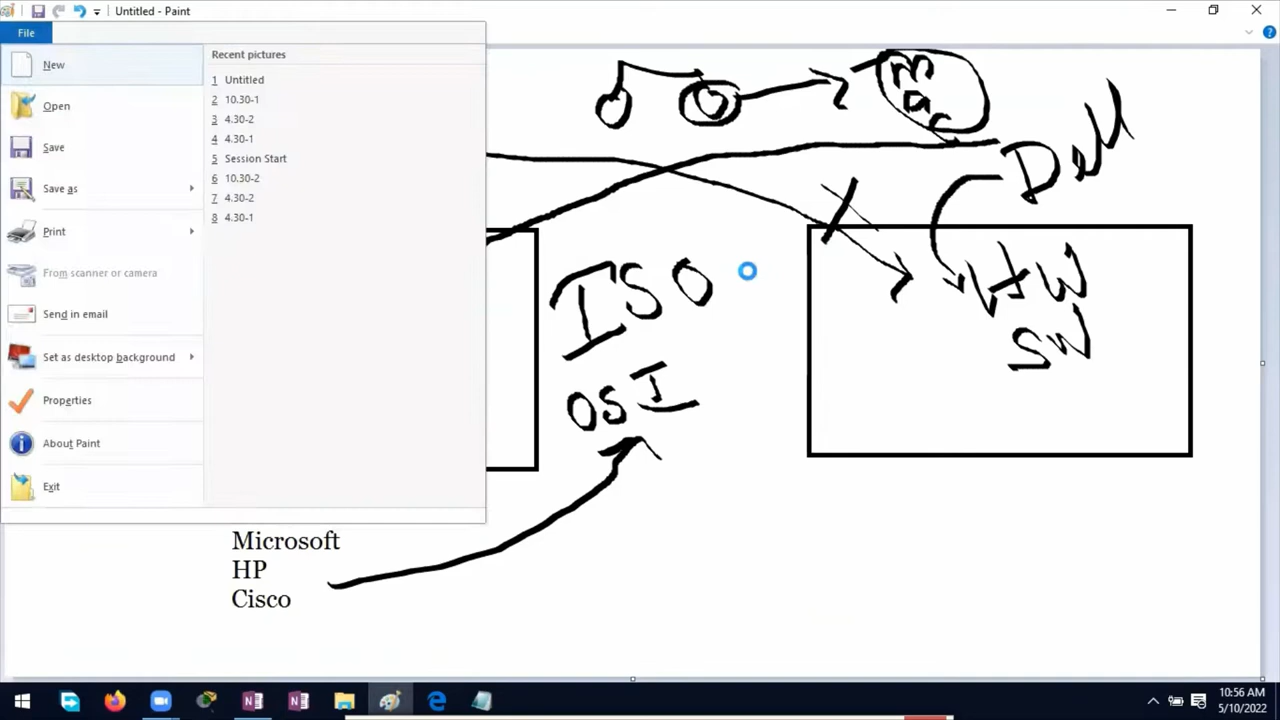 Untitled - Paint
File
New
Open
Save
Save as
Print
From scanner or camera
Send in email
Set as desktop background
Properties
About Paint
Exit
Recent pictures
1 Untitled
2 10.30-1
3 4.30-2
4 4.30-1
5 Session Start
6 10.30-2
7 4.30-2
8 4.30-1
mac
Dell
ISO
OSI
HW
SW
Microsoft
HP
Cisco
10:56 AM
5/10/2022